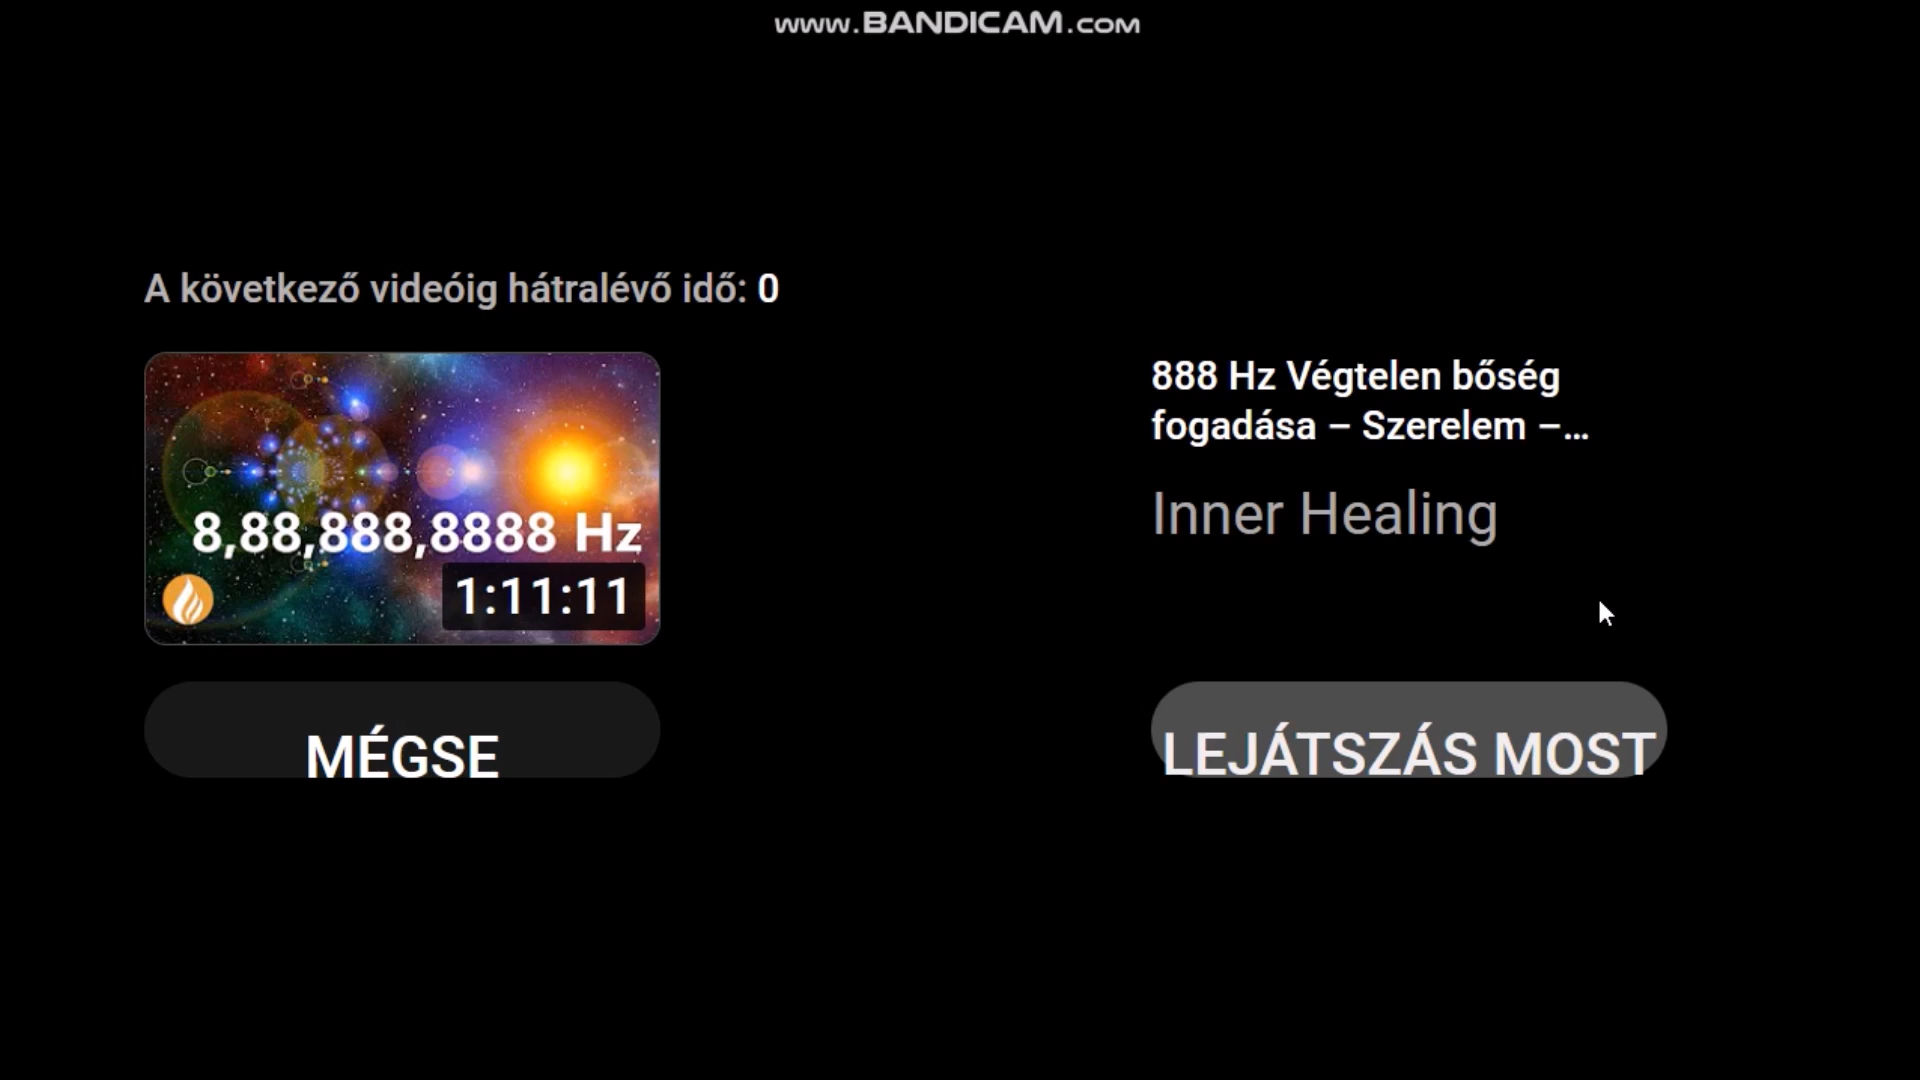 www.BANDICAM.COM
A következő videóig hátralévő idő: 0
8,88,888,8888 Hz
1:11:11
888 Hz Végtelen bőség
fogadása – Szerelem –…
Inner Healing
MÉGSE
LEJÁTSZÁS MOST